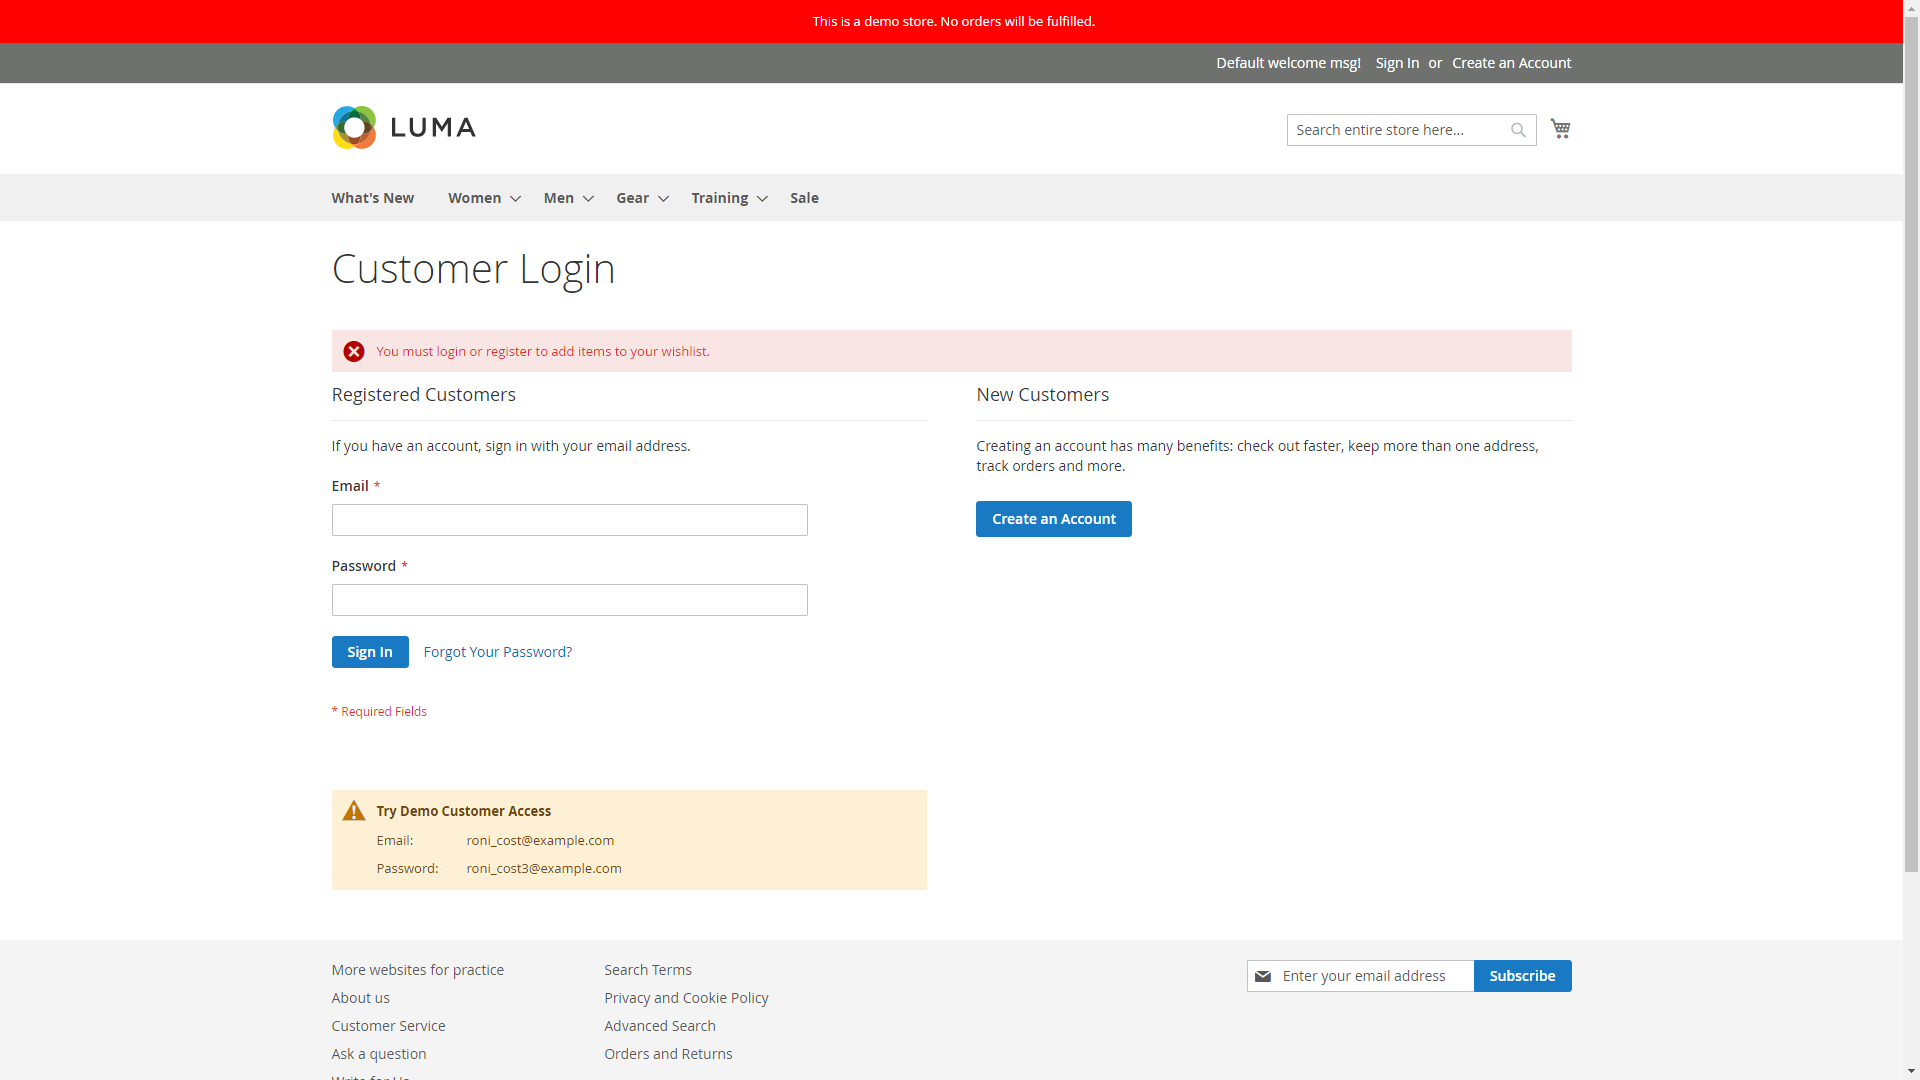 This is a demo store. No orders will be fulfilled.
Default welcome msg! Sign In or Create an Account
LUMA
Search entire store here...
What's New Women Men Gear Training Sale
Customer Login
You must login or register to add items to your wishlist.
Registered Customers
If you have an account, sign in with your email address.
Email *
Password *
Sign In Forgot Your Password?
* Required Fields
New Customers
Creating an account has many benefits: check out faster, keep more than one address,
track orders and more.
Create an Account
Try Demo Customer Access
Email: roni_cost@example.com
Password: roni_cost3@example.com
More websites for practice
About us
Customer Service
Ask a question
Write for Us
Search Terms
Privacy and Cookie Policy
Advanced Search
Orders and Returns
Enter your email address
Subscribe